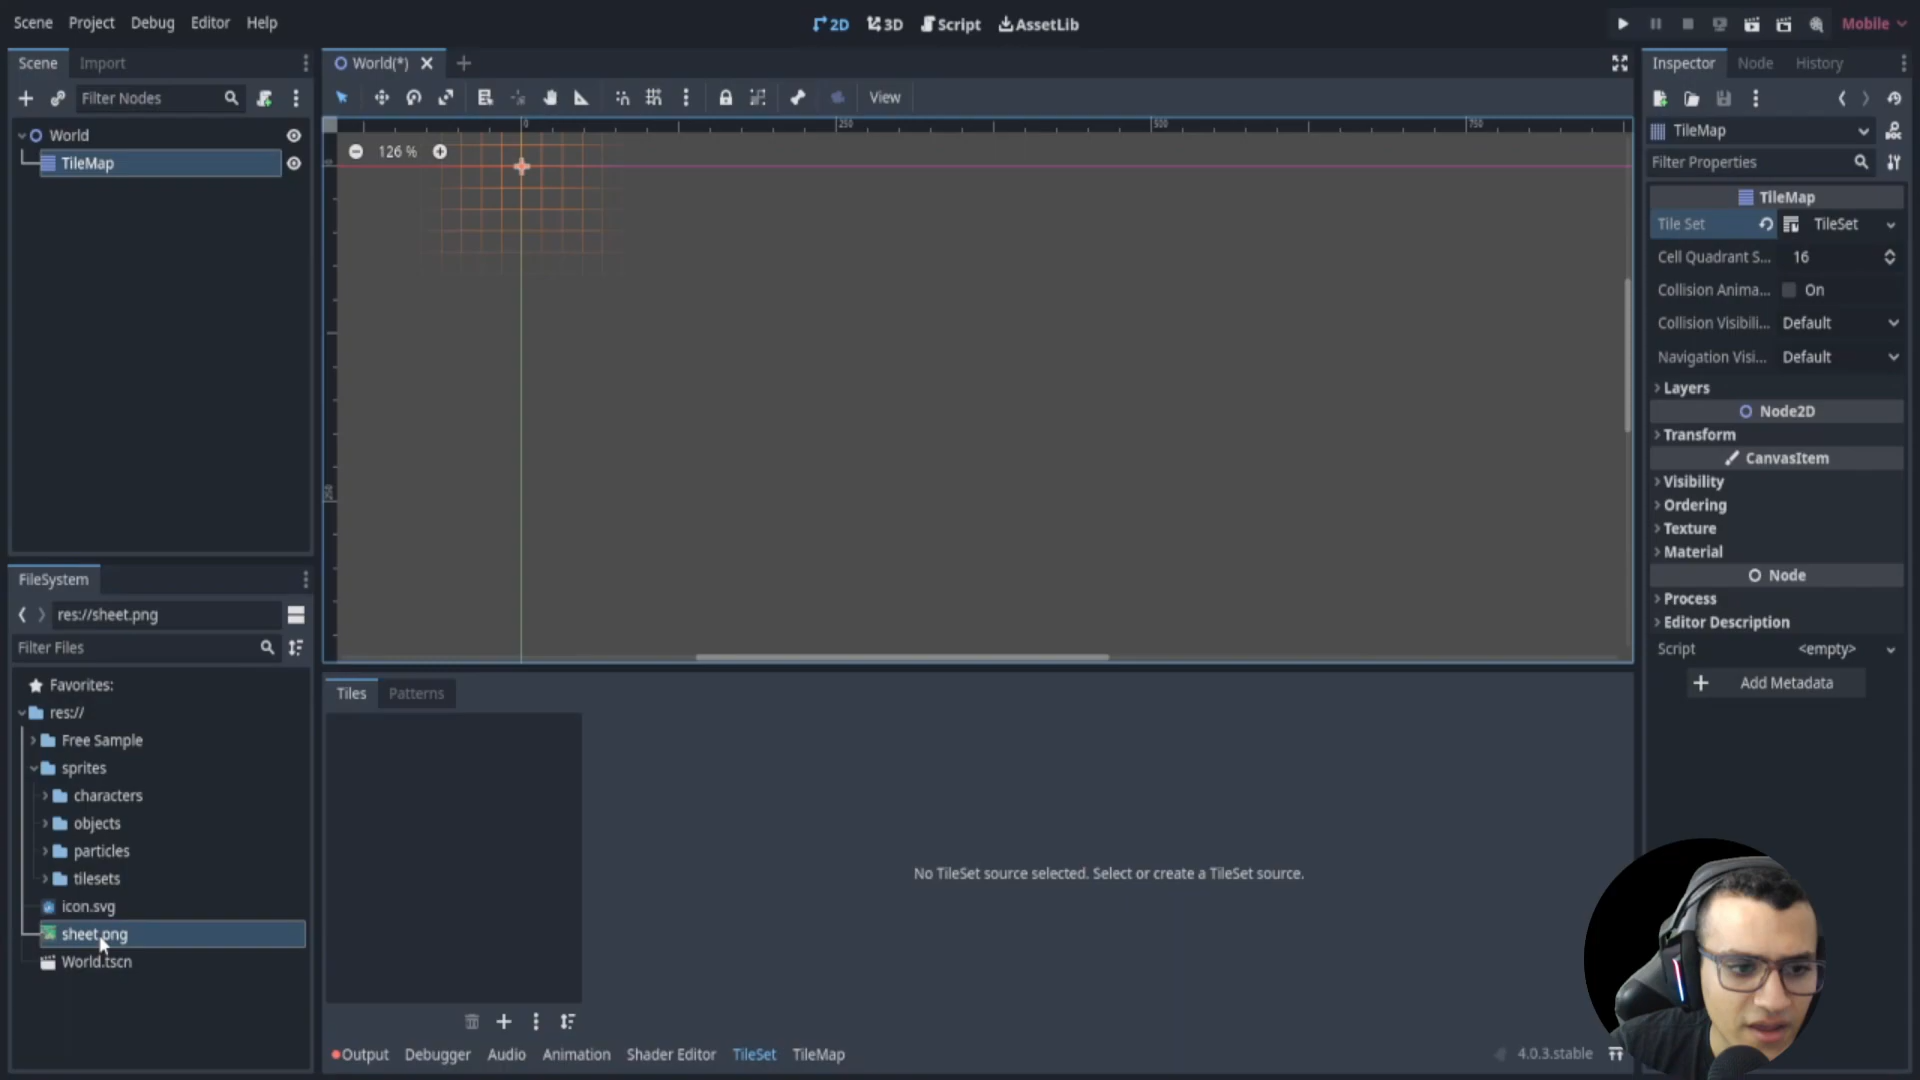 Scene Project Debug Editor Help
2D 3D Script AssetLib
Mobile
Scene Import
World(*)
Inspector Node History
Filter Nodes
View
World
TileMap
0 250 500 750
126 %
250
TileMap
Filter Properties
TileMap
Tile Set TileSet
Cell Quadrant S... 16
Collision Anima... On
Collision Visibili... Default
Navigation Visi... Default
Layers
Node2D
Transform
CanvasItem
Visibility
Ordering
Texture
Material
Node
Process
Editor Description
Script <empty>
Add Metadata
FileSystem
res://sheet.png
Filter Files
Favorites:
res://
Free Sample
sprites
characters
objects
particles
tilesets
icon.svg
sheet.png
World.tscn
Tiles Patterns
No TileSet source selected. Select or create a TileSet source.
Output Debugger Audio Animation Shader Editor TileSet TileMap
4.0.3.stable